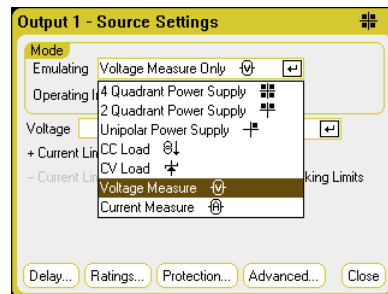 Output 1 - Source Settings
Mode
Emulating Voltage Measure Only
Operating
4 Quadrant Power Supply
2 Quadrant Power Supply
Voltage
Unipolar Power Supply
+ Current
CC Load
CV Load
- Current
king Limits
Voltage Measure
Current Measure
Delay... Ratings... Protection... Advanced... Close